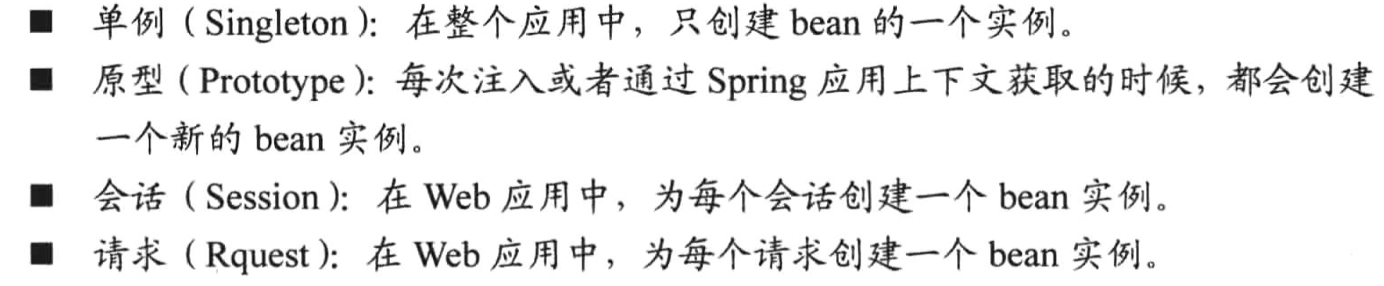 ■ 单例（Singleton）：在整个应用中，只创建 bean 的一个实例。
■ 原型（Prototype）：每次注入或者通过 Spring 应用上下文获取的时候，都会创建
一个新的 bean 实例。
■ 会话（Session）：在 Web 应用中，为每个会话创建一个 bean 实例。
■ 请求（Rquest）：在 Web 应用中，为每个请求创建一个 bean 实例。